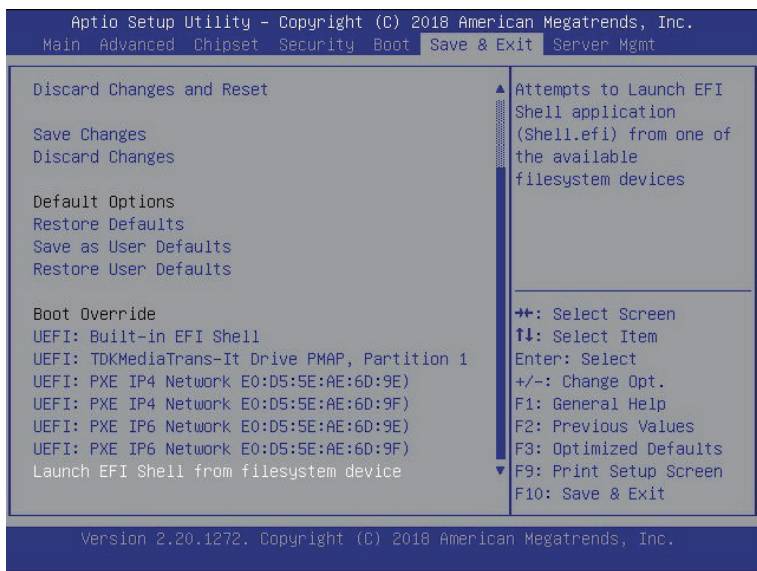 Aptio Setup Utility – Copyright (C) 2018 American Megatrends, Inc.
Main Advanced Chipset Security Boot Save & Exit Server Mgmt
Discard Changes and Reset
Save Changes
Discard Changes
Default Options
Restore Defaults
Save as User Defaults
Restore User Defaults
Boot Override
UEFI: Built-in EFI Shell
UEFI: TDKMediaTrans-It Drive PMAP, Partition 1
UEFI: PXE IP4 Network E0:D5:5E:AE:6D:9E)
UEFI: PXE IP4 Network E0:D5:5E:AE:6D:9F)
UEFI: PXE IP6 Network E0:D5:5E:AE:6D:9E)
UEFI: PXE IP6 Network E0:D5:5E:AE:6D:9F)
Launch EFI Shell from filesystem device
Attempts to Launch EFI
Shell application
(Shell.efi) from one of
the available
filesystem devices
→←: Select Screen
↑↓: Select Item
Enter: Select
+/-: Change Opt.
F1: General Help
F2: Previous Values
F3: Optimized Defaults
F9: Print Setup Screen
F10: Save & Exit
Version 2.20.1272. Copyright (C) 2018 American Megatrends, Inc.